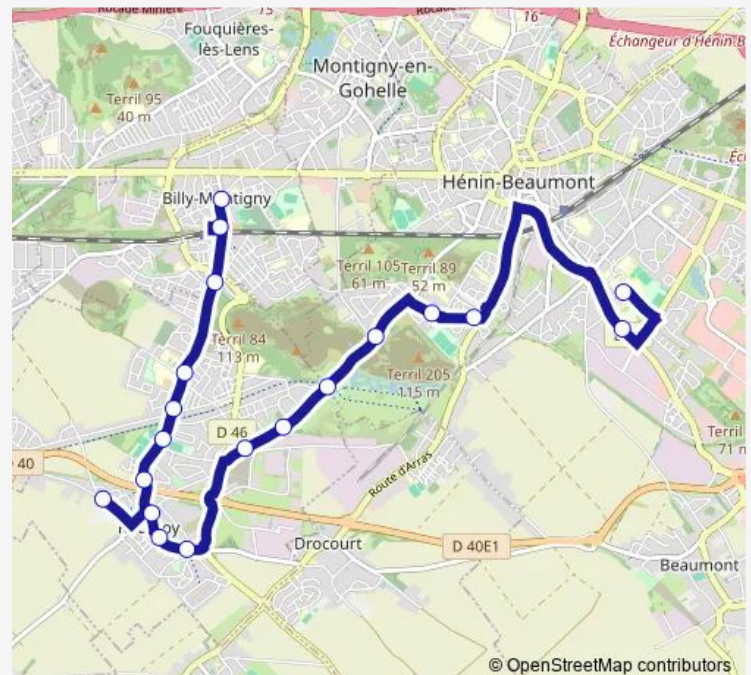 Rocade Minière
16
Fouquières-
lès-Lens
Échangeur d'Hénin-B
Montigny-en-
Gohelle
Terril 95
40 m
Hénin-Beaumont
Billy-M ntigny
Terril 105
61 m
Terril 89
52 m
Terril 84
113 m
Terril 205
115 m
D 46
Terril
71 m
40
Route d'Arras
oy
Drocourt
D 40E1
Beaumont
© OpenStreetMap contributors